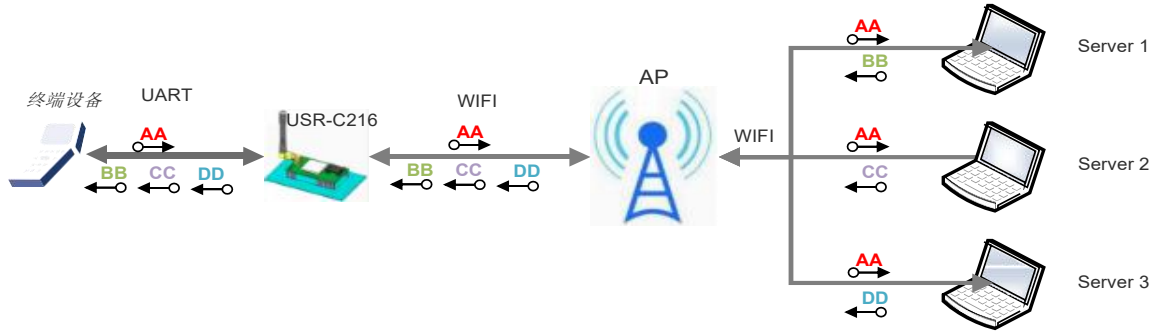 终端设备
UART
AA
BB CC DD
USR-C216
WIFI
AA
BB CC DD
AP
WIFI
AA
BB
Server 1
AA
CC
Server 2
AA
DD
Server 3